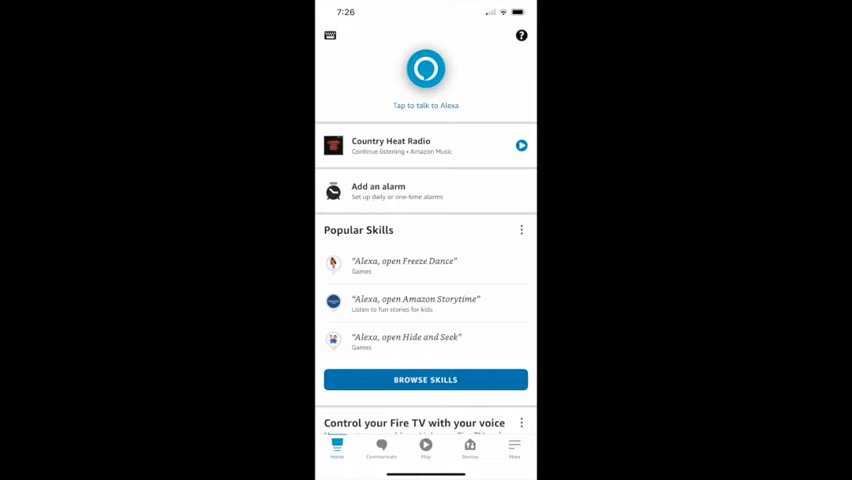 7:26
Tap to talk to Alexa
Country Heat Radio
Continue listening • Amazon Music
Add an alarm
Set up daily or one-time alarms
Popular Skills
“Alexa, open Freeze Dance”
Games
“Alexa, open Amazon Storytime”
Listen to fun stories for kids
“Alexa, open Hide and Seek”
Games
BROWSE SKILLS
Control your Fire TV with your voice
Home
Communicate
Play
Devices
More